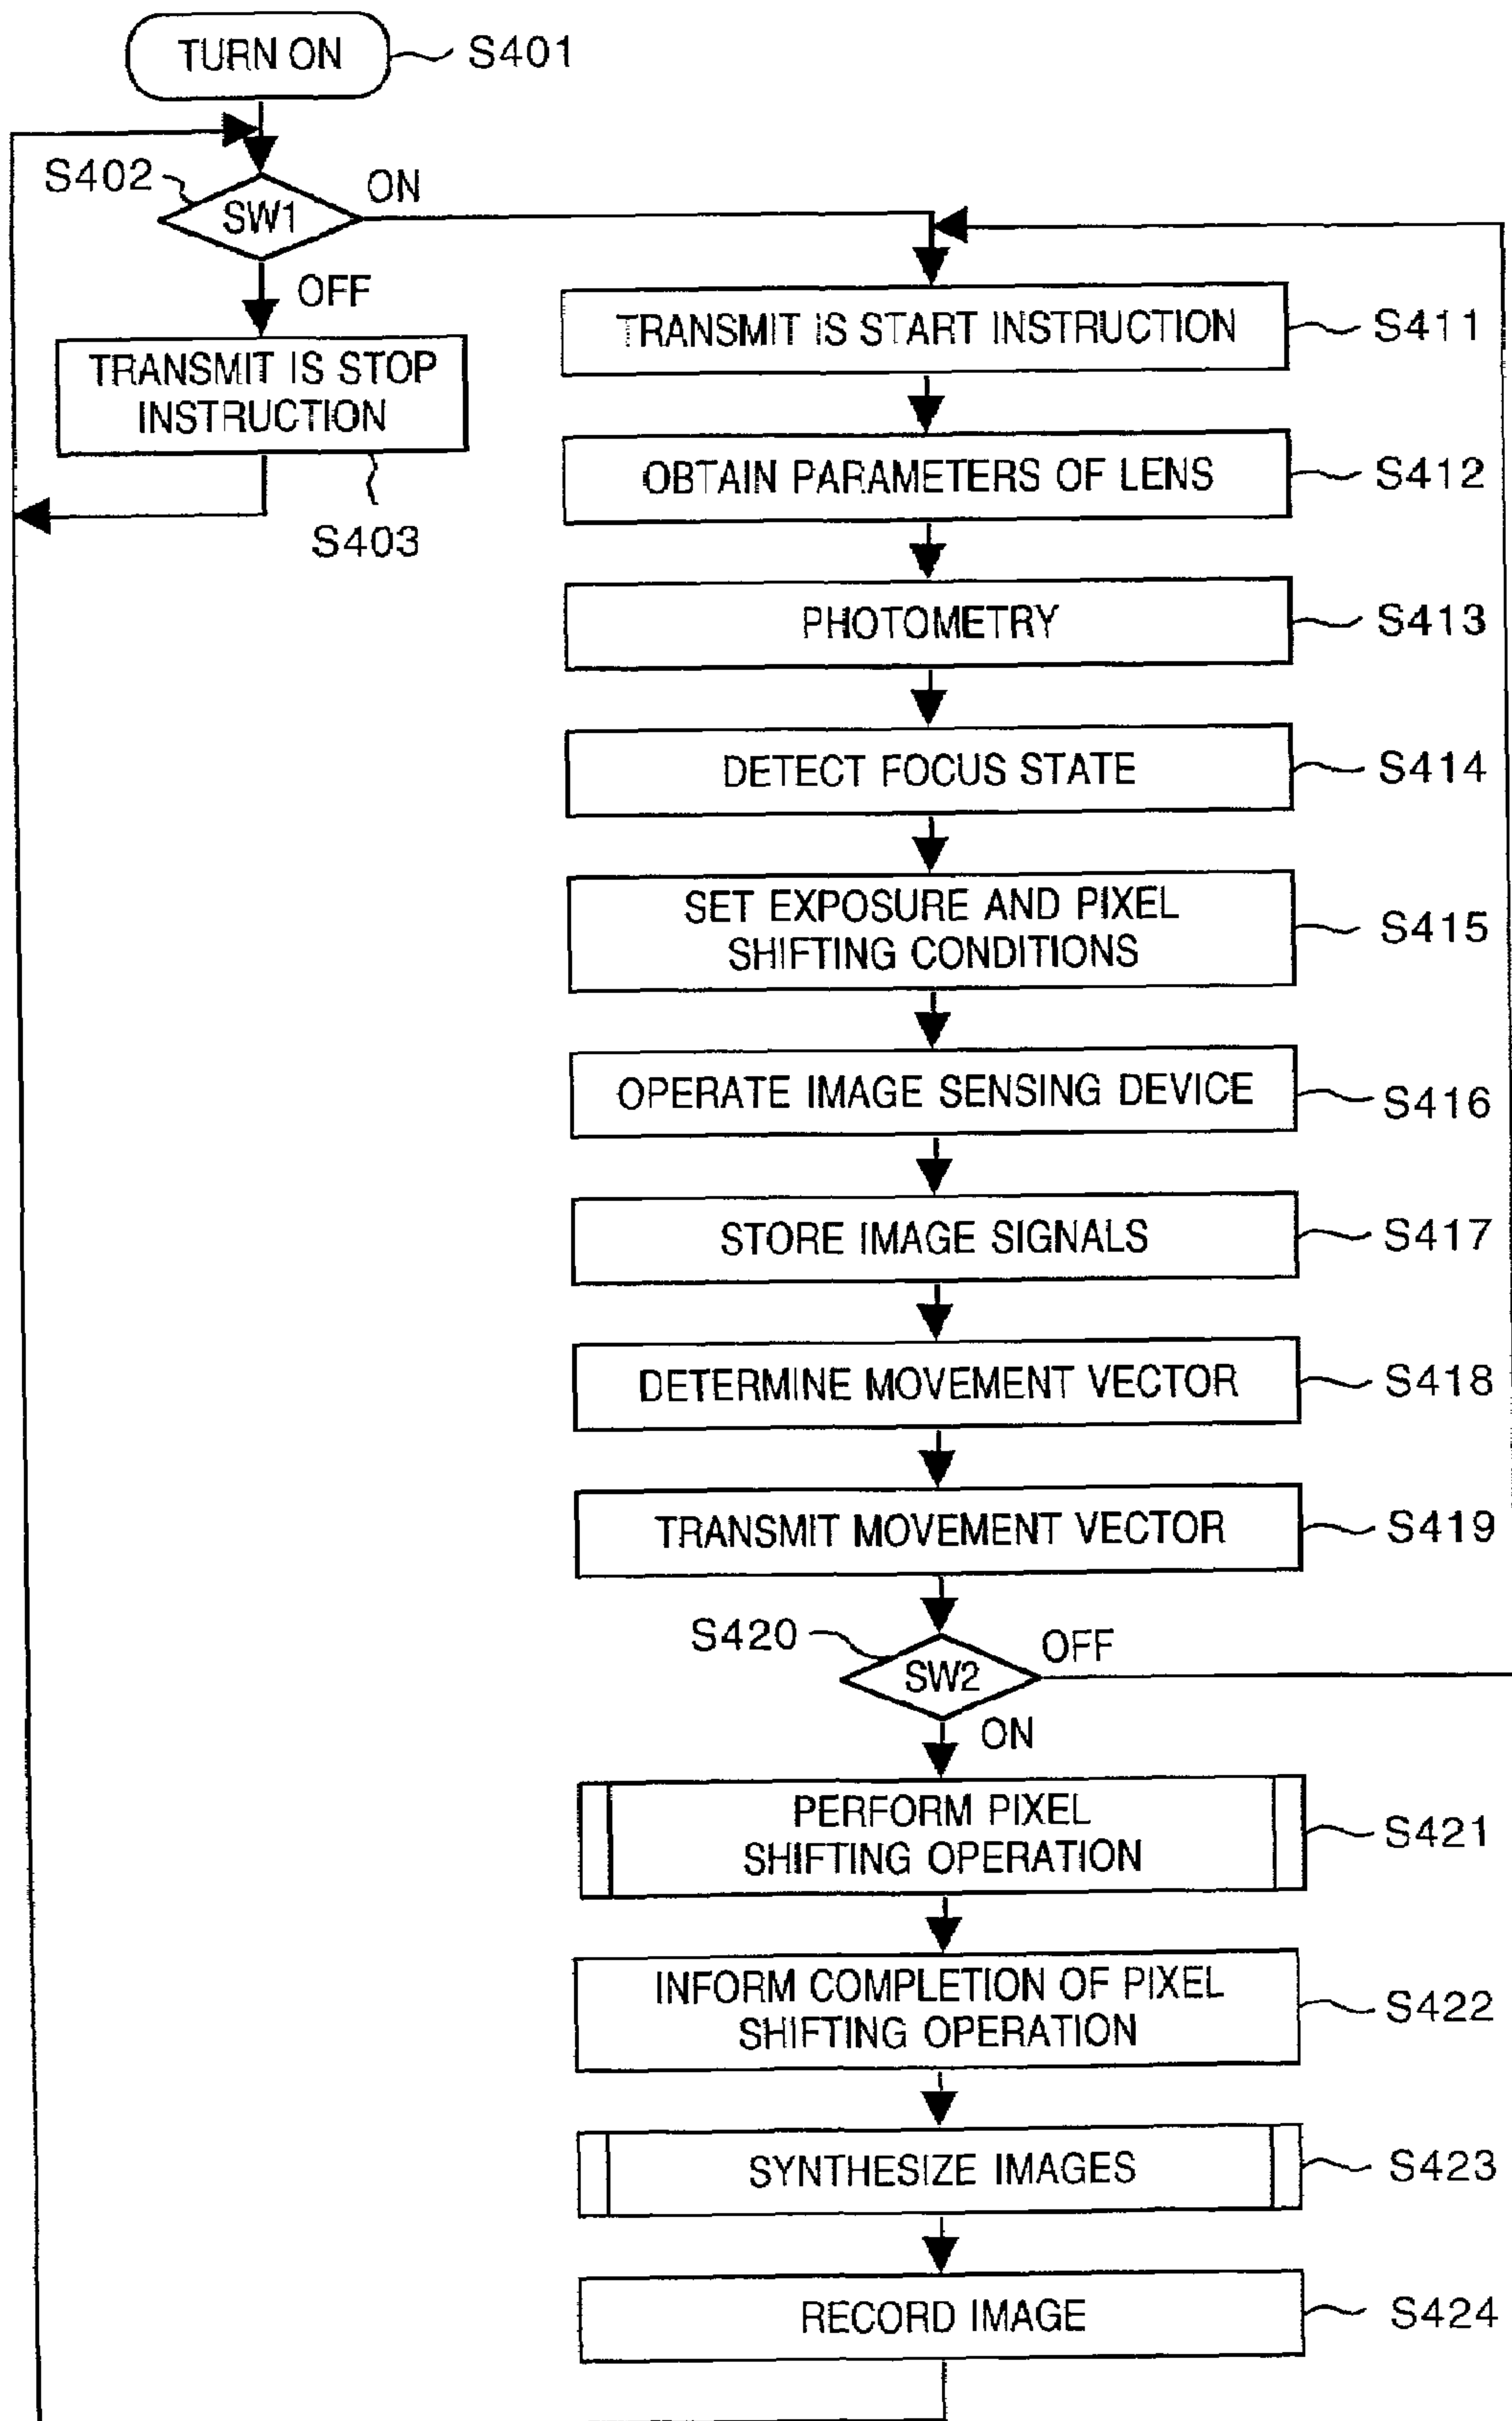 TURN ON
S401
S402
SW1
ON
OFF
TRANSMIT IS STOP
INSTRUCTION
S403
TRANSMIT IS START INSTRUCTION
S411
OBTAIN PARAMETERS OF LENS
S412
PHOTOMETRY
S413
DETECT FOCUS STATE
S414
SET EXPOSURE AND PIXEL
SHIFTING CONDITIONS
S415
OPERATE IMAGE SENSING DEVICE
S416
STORE IMAGE SIGNALS
S417
DETERMINE MOVEMENT VECTOR
S418
TRANSMIT MOVEMENT VECTOR
S419
S420
SW2
OFF
ON
PERFORM PIXEL
SHIFTING OPERATION
S421
INFORM COMPLETION OF PIXEL
SHIFTING OPERATION
S422
SYNTHESIZE IMAGES
S423
RECORD IMAGE
S424